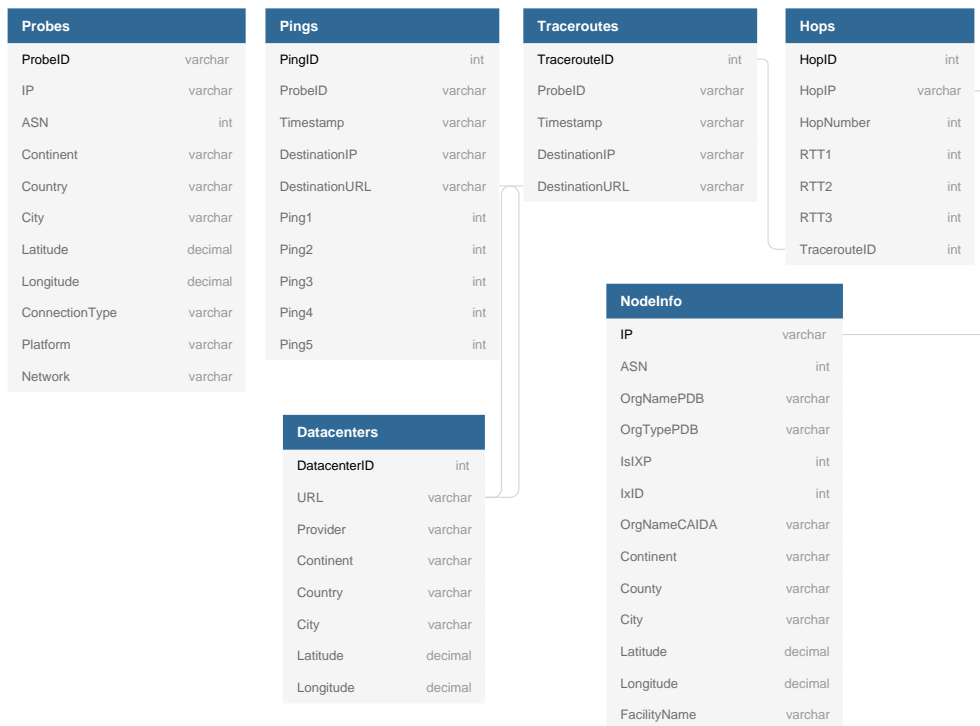 Probes
ProbeID varchar
IP varchar
ASN int
Continent varchar
Country varchar
City varchar
Latitude decimal
Longitude decimal
ConnectionType varchar
Platform varchar
Network varchar
Pings
PingID int
ProbeID varchar
Timestamp varchar
DestinationIP varchar
DestinationURL varchar
Ping1 int
Ping2 int
Ping3 int
Ping4 int
Ping5 int
Traceroutes
TracerouteID int
ProbeID varchar
Timestamp varchar
DestinationIP varchar
DestinationURL varchar
Hops
HopID int
HopIP varchar
HopNumber int
RTT1 int
RTT2 int
RTT3 int
TracerouteID int
Datacenters
DatacenterID int
URL varchar
Provider varchar
Continent varchar
Country varchar
City varchar
Latitude decimal
Longitude decimal
NodeInfo
IP varchar
ASN int
OrgNamePDB varchar
OrgTypePDB varchar
IsIXP int
IxID int
OrgNameCAIDA varchar
Continent varchar
County varchar
City varchar
Latitude decimal
Longitude decimal
FacilityName varchar